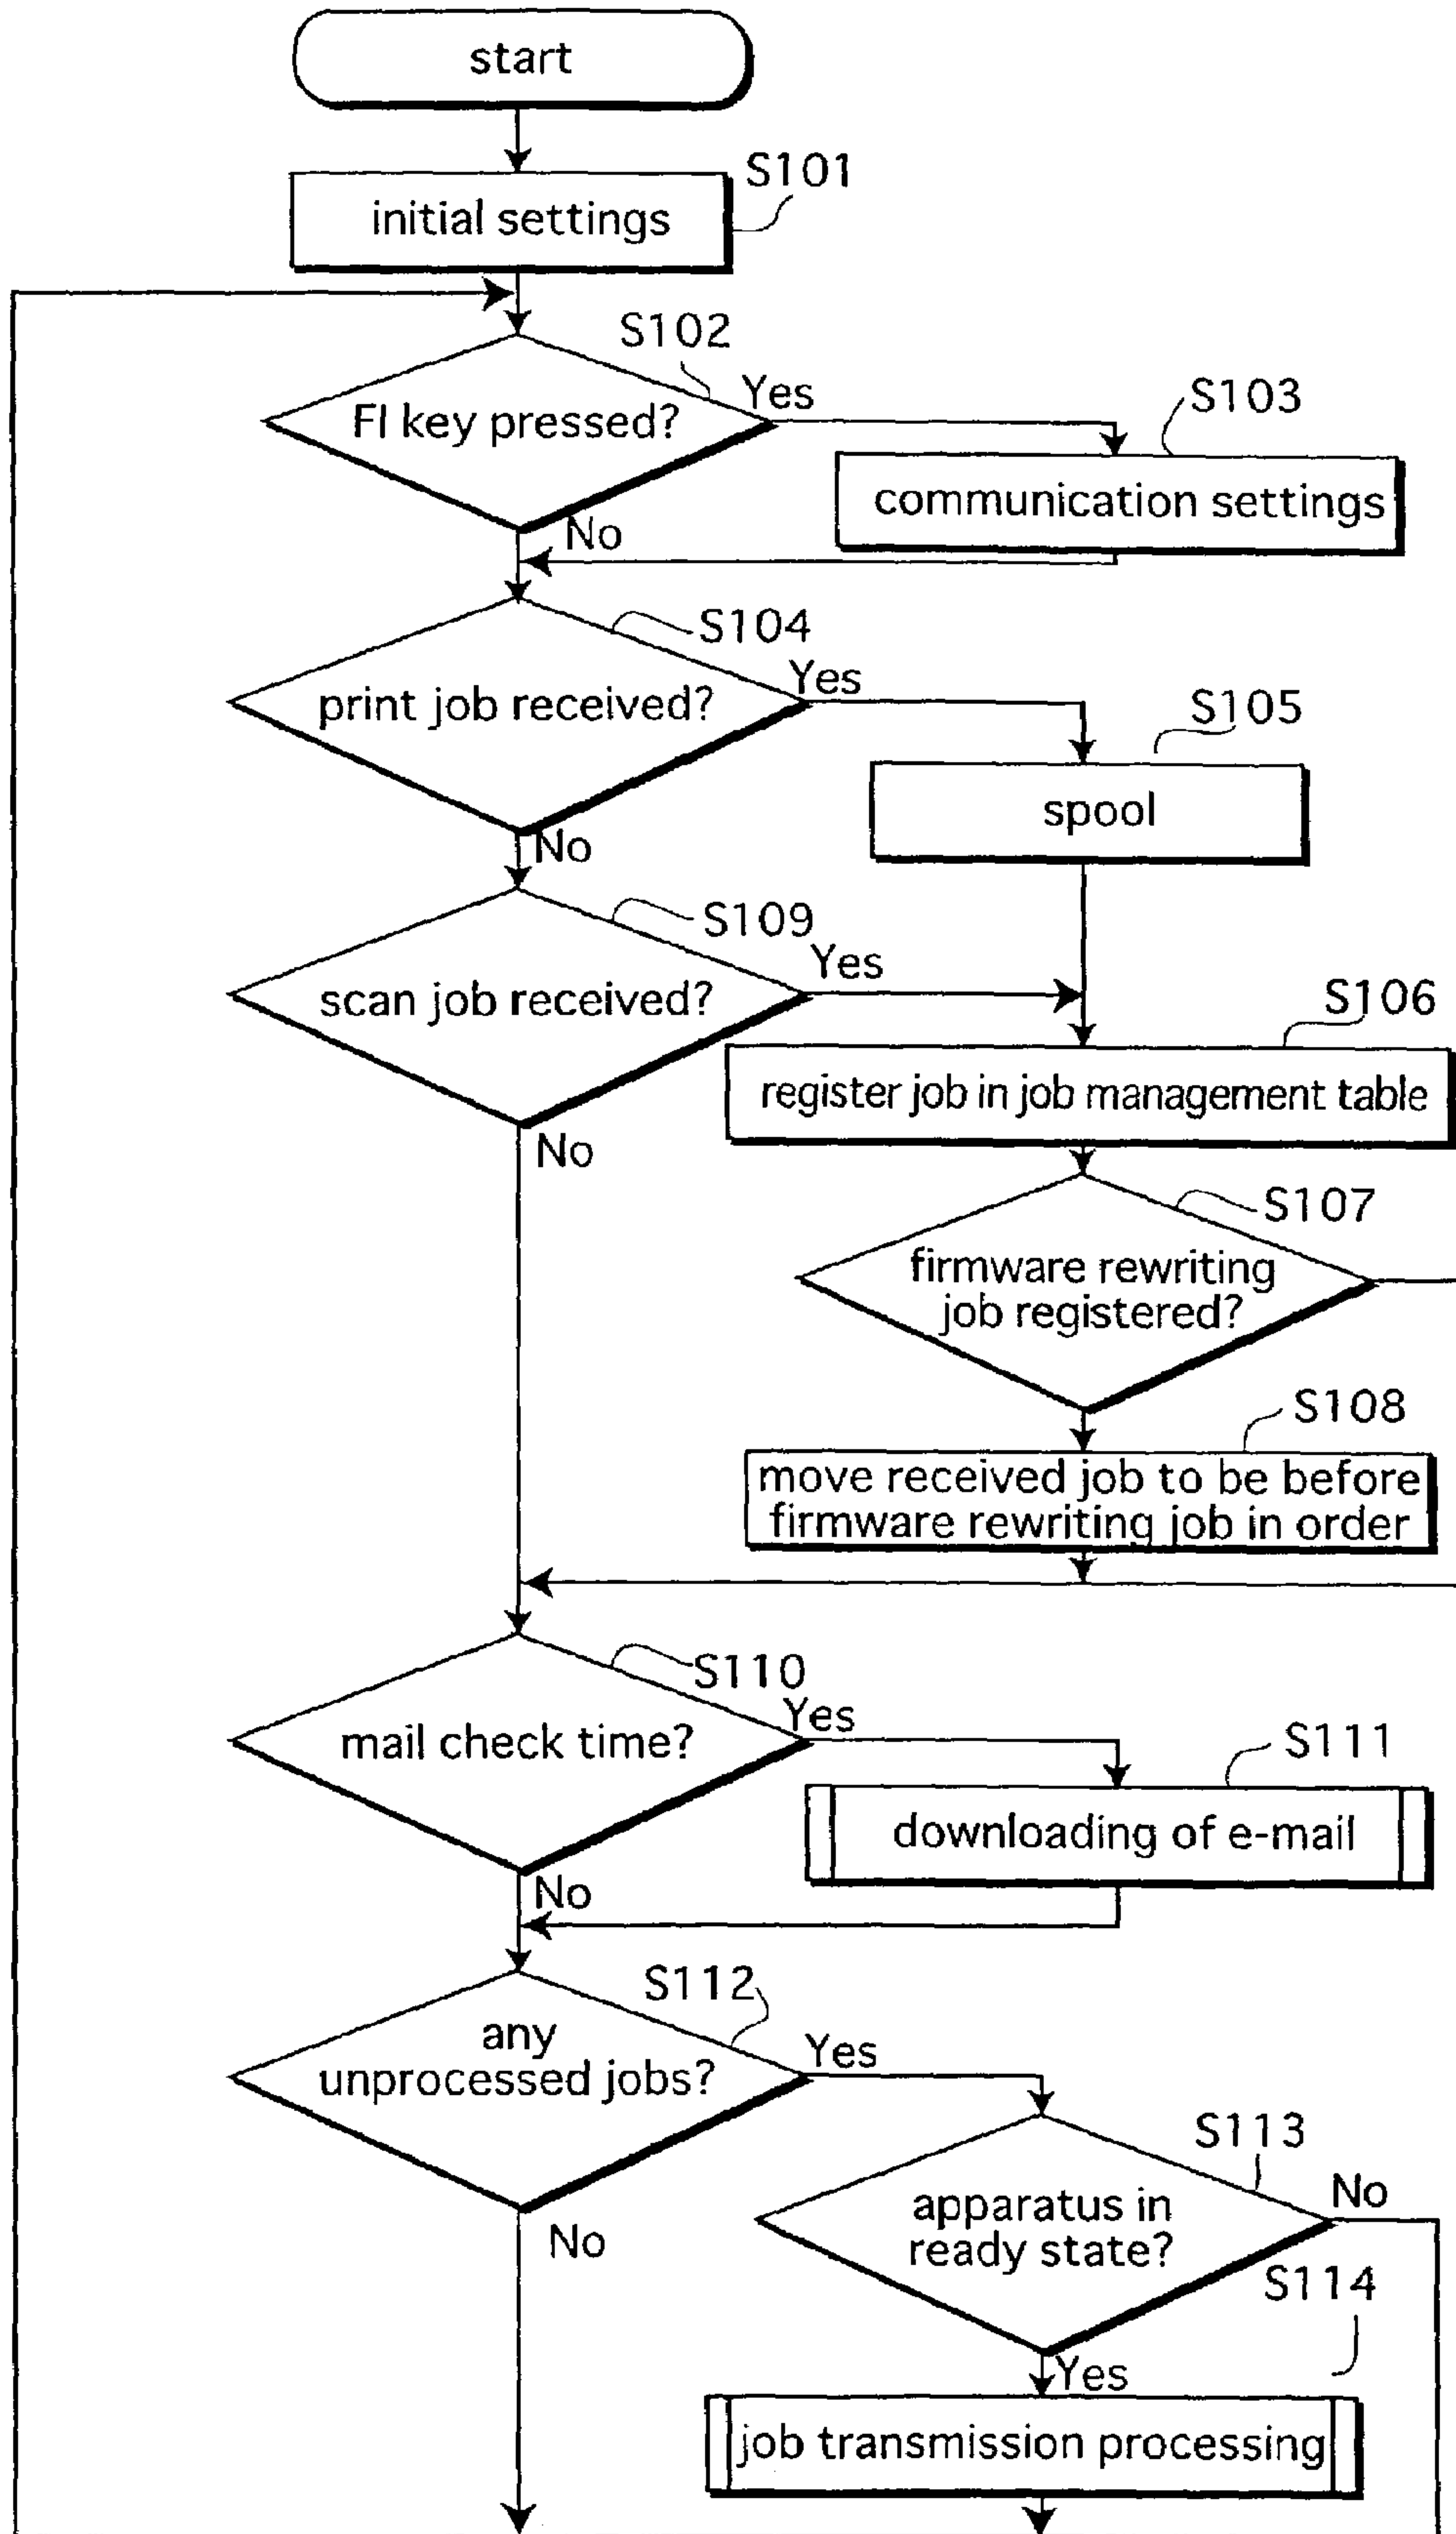 start
S101
initial settings
S102
FI key pressed?
Yes
S103
communication settings
No
S104
print job received?
Yes
S105
spool
No
S109
scan job received?
Yes
S106
register job in job management table
No
S107
firmware rewriting
job registered?
S108
move received job to be before
firmware rewriting job in order
S110
mail check time?
Yes
S111
downloading of e-mail
No
S112
any
unprocessed jobs?
Yes
S113
apparatus in
ready state?
No
No
S114
Yes
job transmission processing